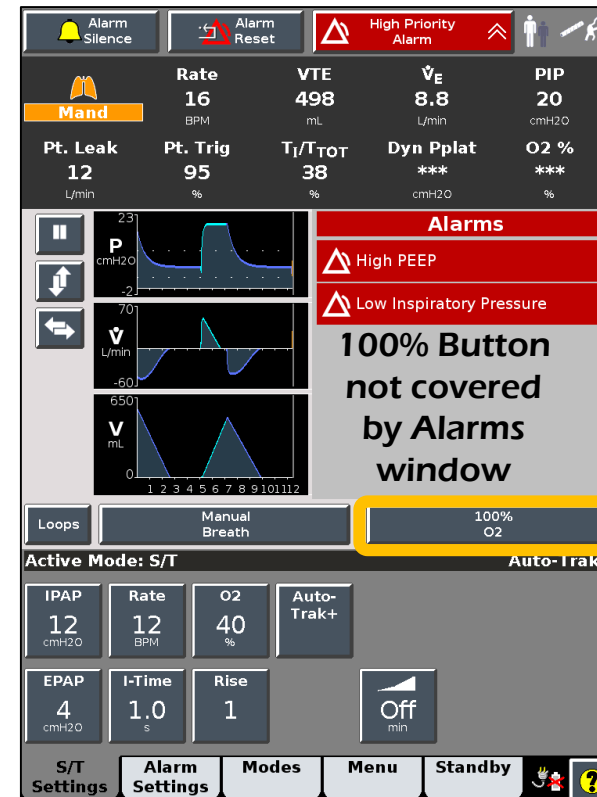 Alarm Silence
Alarm Reset
High Priority Alarm
Mand
Rate
16
BPM
VTE
498
mL
V̇E
8.8
L/min
PIP
20
cmH2O
Pt. Leak
12
L/min
Pt. Trig
95
%
TI/TTOT
38
%
Dyn Pplat
***
cmH2O
O2 %
***
%
23
P
cmH2O
-2
70
V̇
L/min
-60
650
V
mL
0
1 2 3 4 5 6 7 8 9 10 11 12
Alarms
High PEEP
Low Inspiratory Pressure
100% Button
not covered
by Alarms
window
Loops
Manual
Breath
100%
O2
Active Mode: S/T
Auto-Trak
IPAP
12
cmH2O
Rate
12
BPM
O2
40
%
Auto-
Trak+
EPAP
4
cmH2O
I-Time
1.0
s
Rise
1
Off
min
S/T
Settings
Alarm
Settings
Modes
Menu
Standby
?